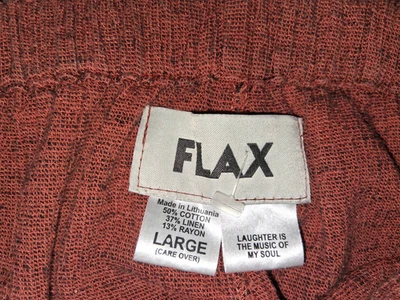 FLAX
Made in Lithuania
50% COTTON
37% LINEN
13% RAYON
LARGE
(CARE OVER)
LAUGHTER IS
THE MUSIC OF
MY SOUL